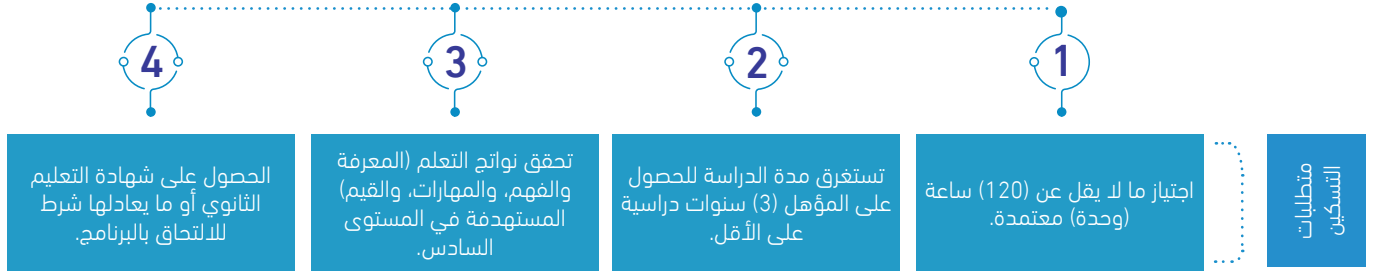 متطلبات
التسكين
1
اجتياز ما لا يقل عن (120) ساعة
(وحدة) معتمدة.
2
تستغرق مدة الدراسة للحصول
على المؤهل (3) سنوات دراسية
على الأقل.
3
تحقق نواتج التعلم (المعرفة
والفهم، والمهارات، والقيم)
المستهدفة في المستوى
السادس.
4
الحصول على شهادة التعليم
الثانوي أو ما يعادلها شرط
للالتحاق بالبرنامج.